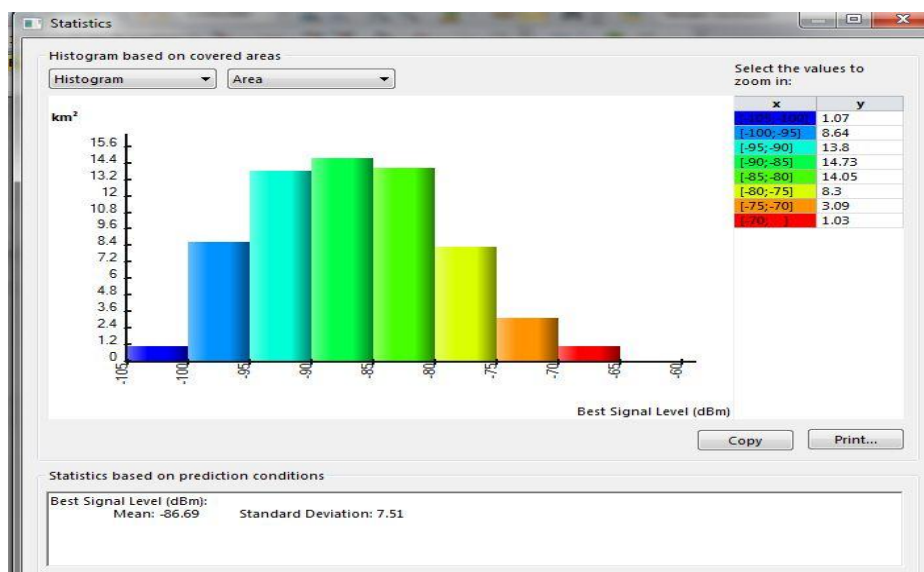 Statistics
Histogram based on covered areas
Histogram Area
Select the values to
zoom in:
km²
x y
[-105;-100] 1.07
[-100;-95] 8.64
[-95;-90] 13.8
[-90;-85] 14.73
[-85;-80] 14.05
[-80;-75] 8.3
[-75;-70] 3.09
[-70; ] 1.03
15.6
14.4
13.2
12
10.8
9.6
8.4
7.2
6
4.8
3.6
2.4
1.2
0
-105 -100 -95 -90 -85 -80 -75 -70 -65 -60
Best Signal Level (dBm)
Copy Print...
Statistics based on prediction conditions
Best Signal Level (dBm):
Mean: -86.69 Standard Deviation: 7.51